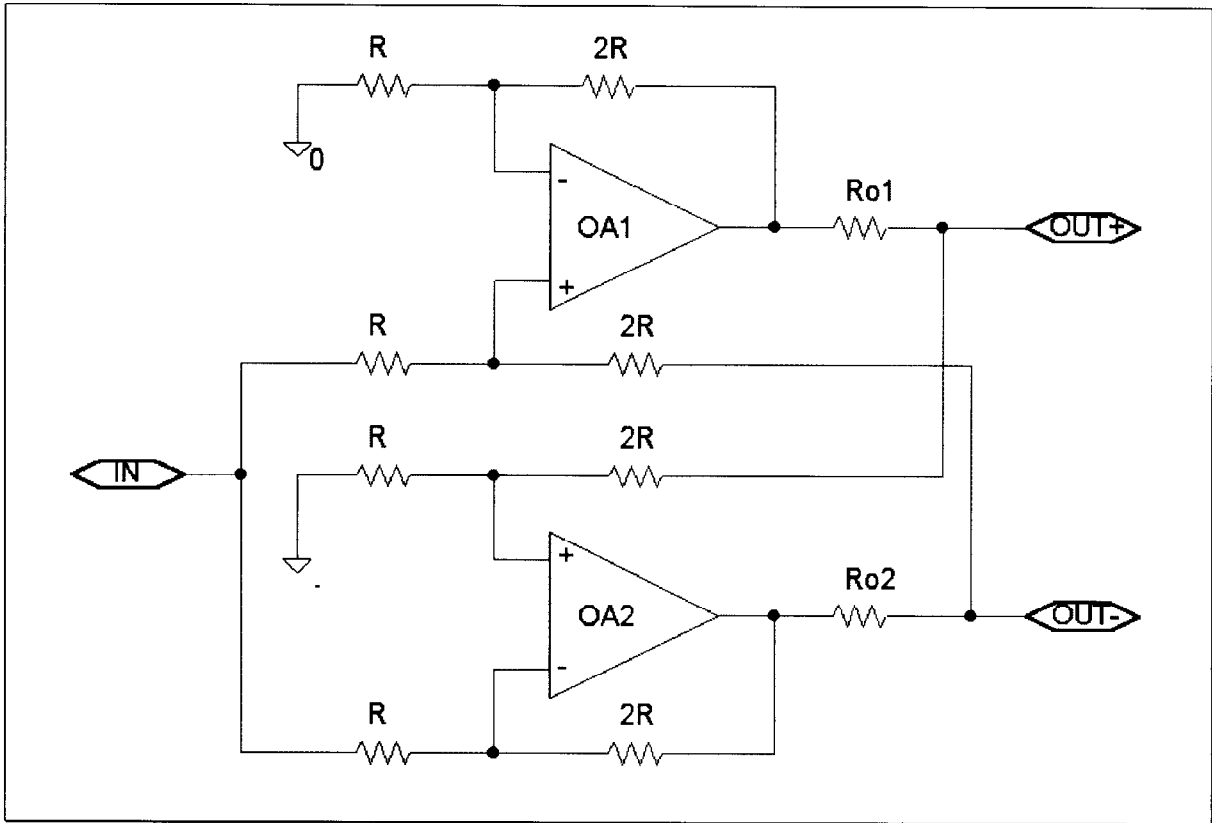 R 2R
0
-
OA1
+
Ro1
OUT+
R 2R
R 2R
IN
+
OA2
-
Ro2
OUT-
R 2R